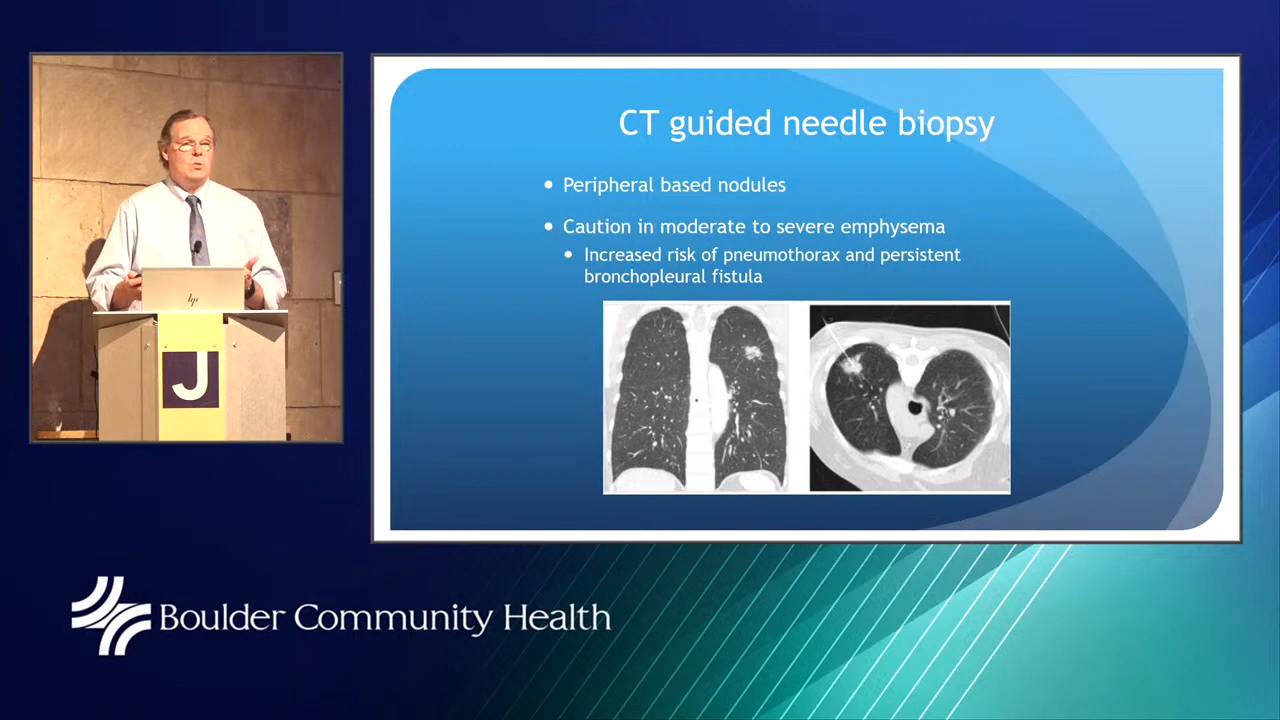 CT guided needle biopsy
Peripheral based nodules
Caution in moderate to severe emphysema
Increased risk of pneumothorax and persistent
bronchopleural fistula
hp
J
Boulder Community Health